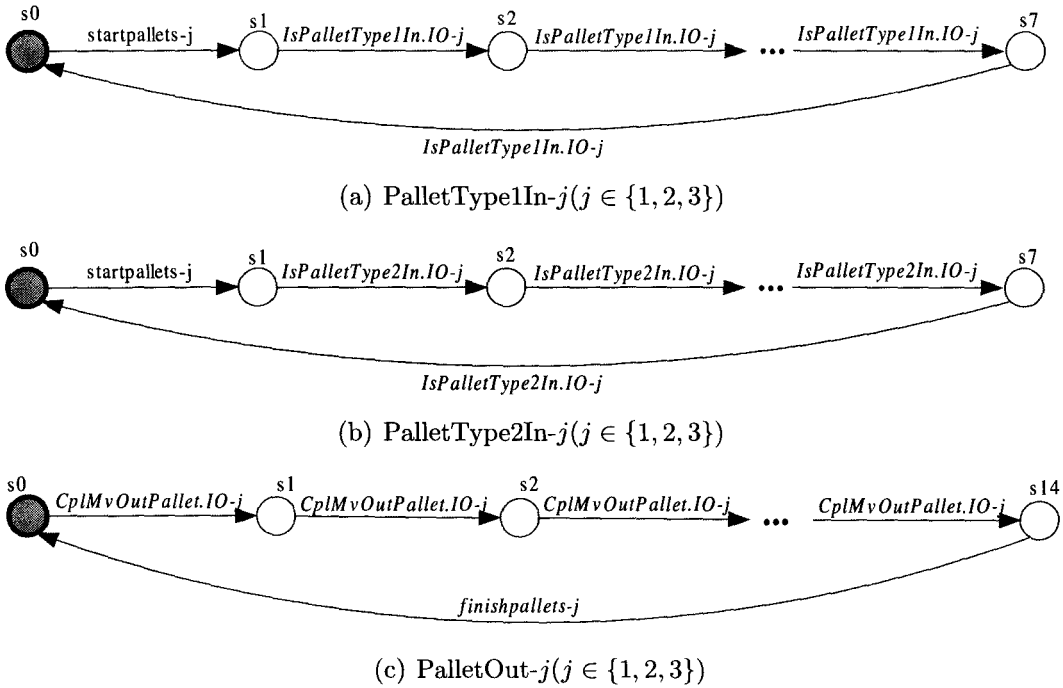 s0 s1 s2 s7
startpallets-j IsPalletType1In.IO-j IsPalletType1In.IO-j ... IsPalletType1In.IO-j
IsPalletType1In.IO-j
(a) PalletType1In-j(j ∈ {1, 2, 3})
s0 s1 s2 s7
startpallets-j IsPalletType2In.IO-j IsPalletType2In.IO-j ... IsPalletType2In.IO-j
IsPalletType2In.IO-j
(b) PalletType2In-j(j ∈ {1, 2, 3})
s0 s1 s2 s14
CplMvOutPallet.IO-j CplMvOutPallet.IO-j CplMvOutPallet.IO-j ... CplMvOutPallet.IO-j
finishpallets-j
(c) PalletOut-j(j ∈ {1, 2, 3})